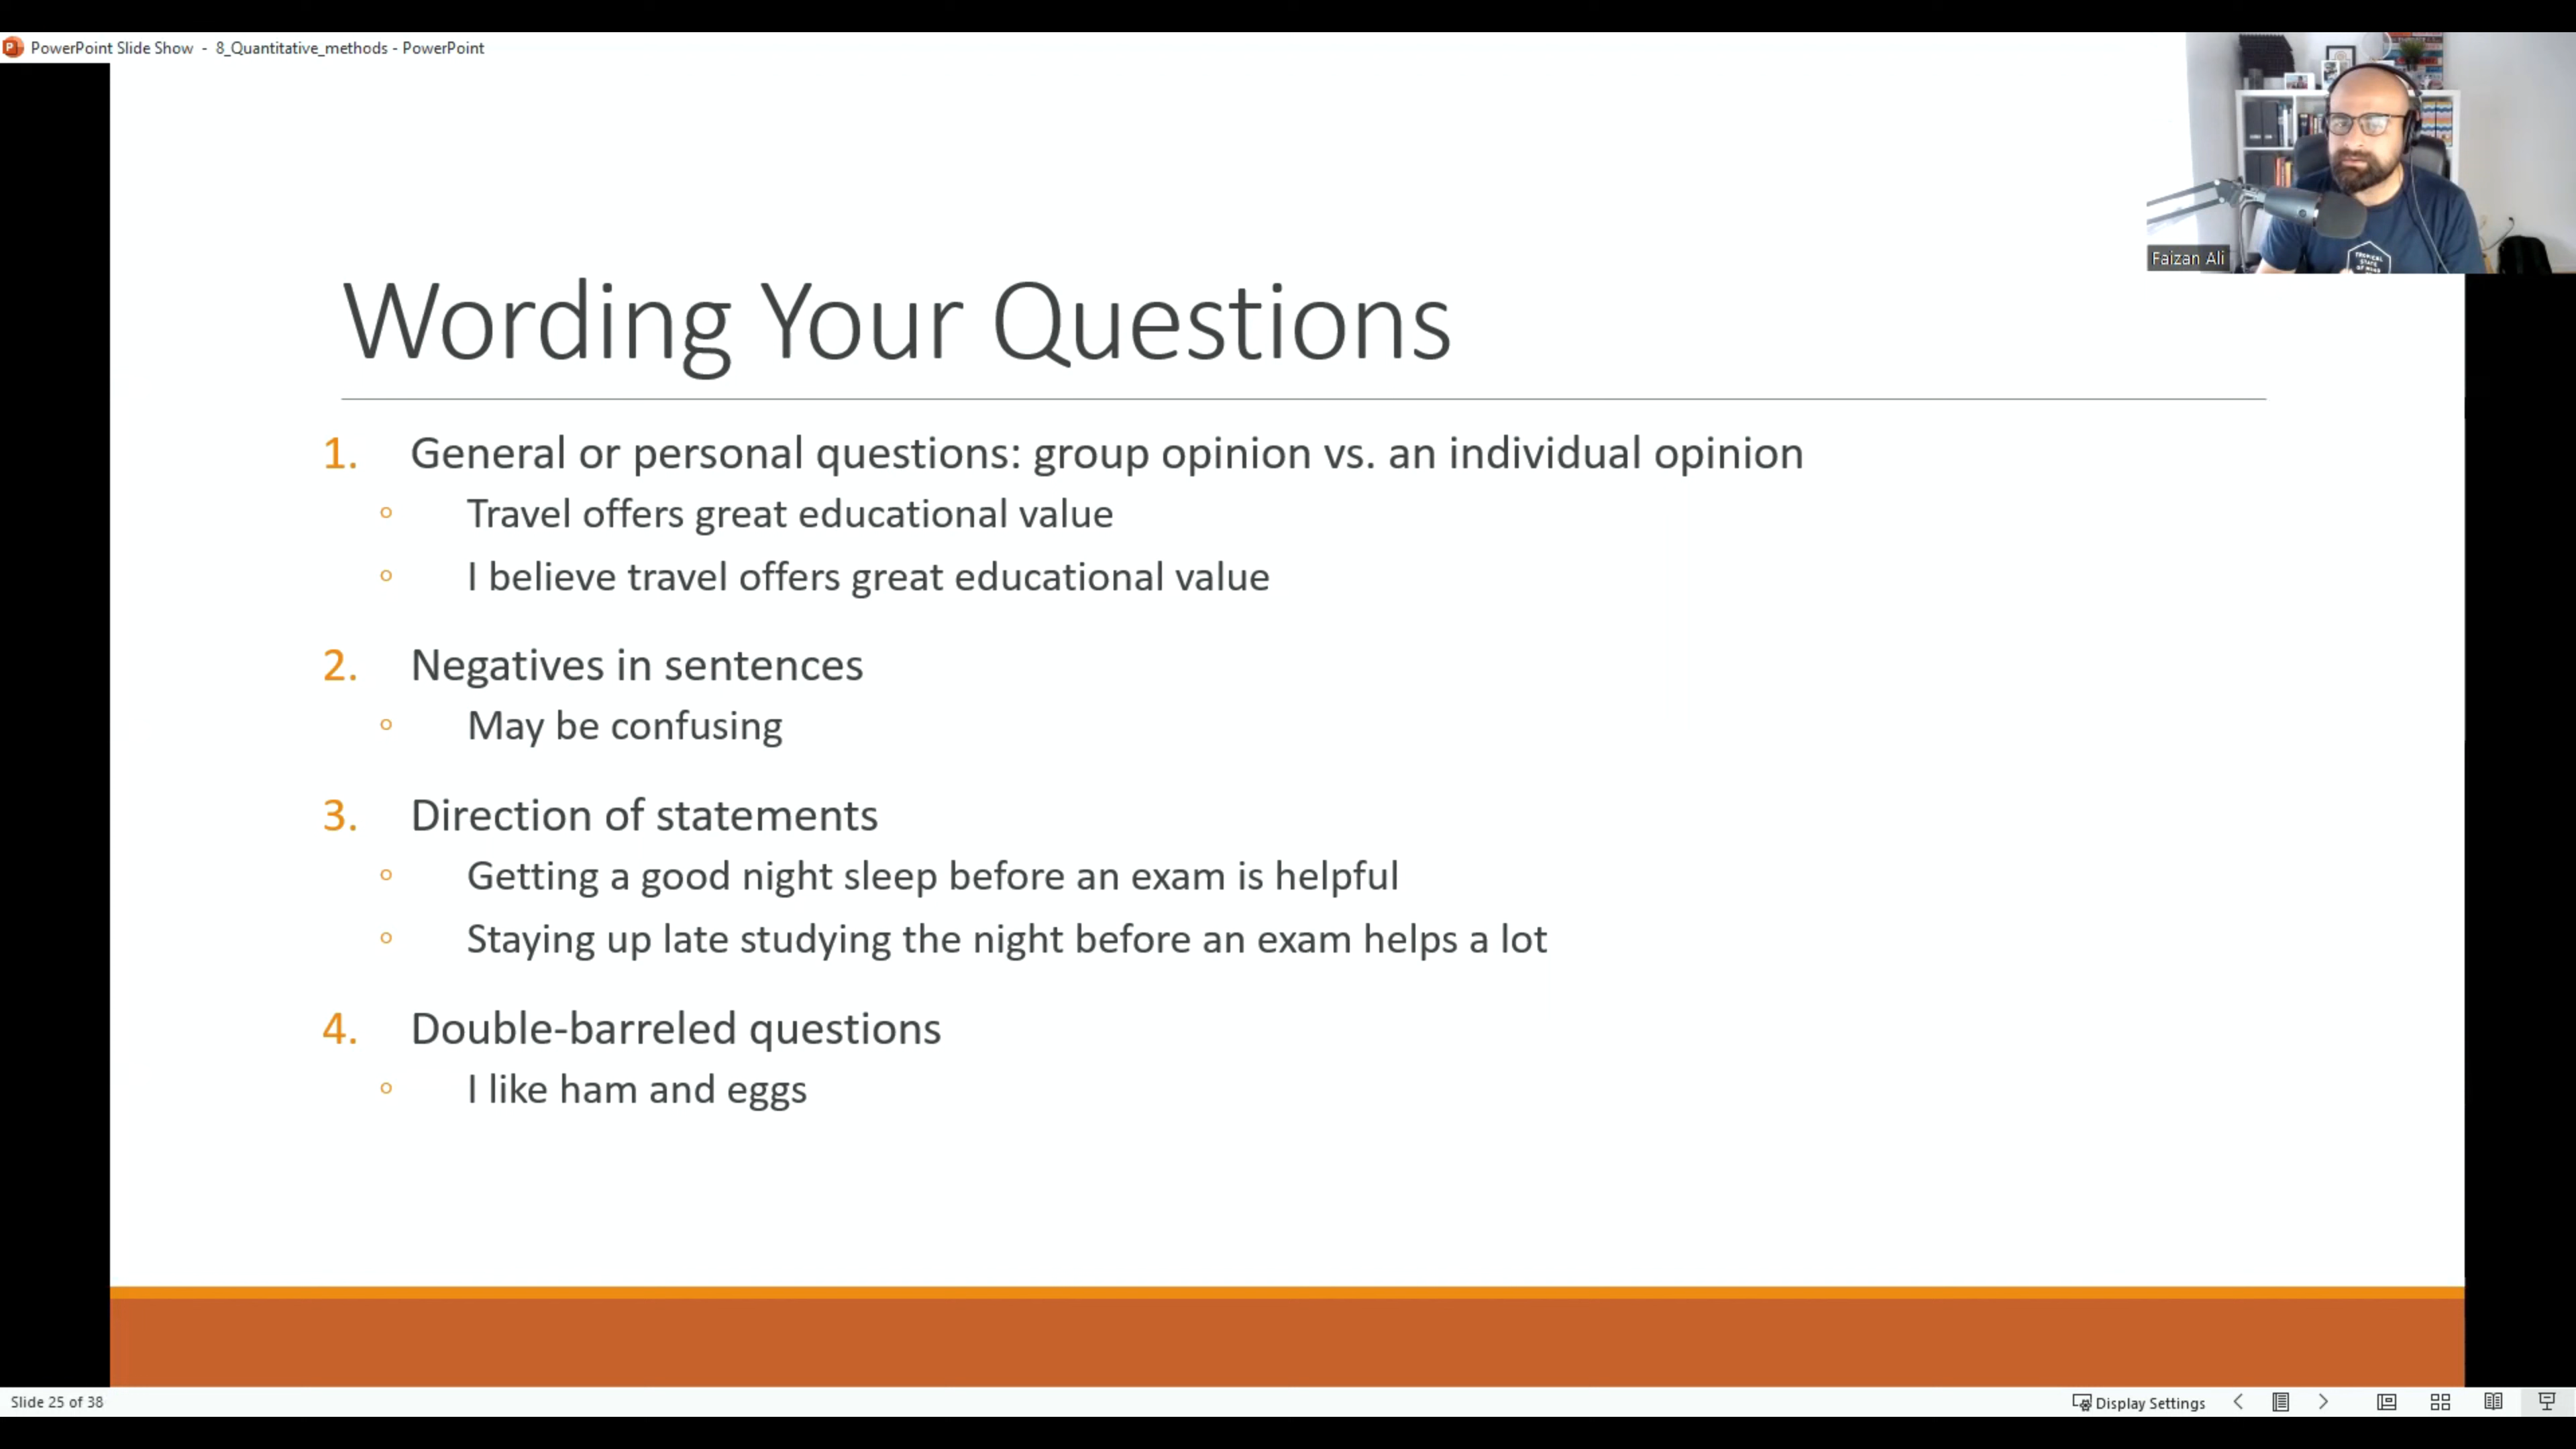 PowerPoint Slide Show - 8_Quantitative_methods - PowerPoint
Faizan Ali
Wording Your Questions
1. General or personal questions: group opinion vs. an individual opinion
Travel offers great educational value
I believe travel offers great educational value
2. Negatives in sentences
May be confusing
3. Direction of statements
Getting a good night sleep before an exam is helpful
Staying up late studying the night before an exam helps a lot
4. Double-barreled questions
I like ham and eggs
Slide 25 of 38
Display Settings